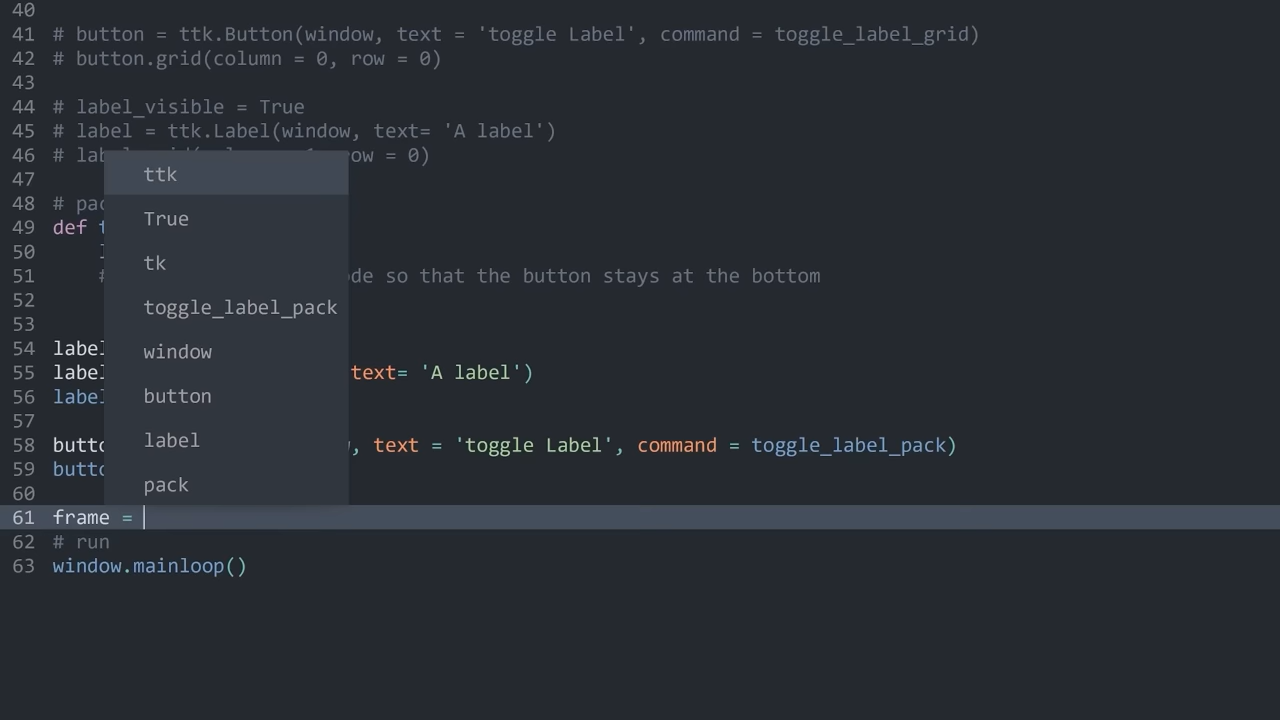 40
41 # button = ttk.Button(window, text = 'toggle Label', command = toggle_label_grid)
42 # button.grid(column = 0, row = 0)
43
44 # label_visible = True
45 # label = ttk.Label(window, text= 'A label')
46 # lab row = 0)
47
48 # pac
49 def t
50 l
51 # de so that the button stays at the bottom
52
53
54 label
55 label text= 'A label')
56 label
57
58 butto , text = 'toggle Label', command = toggle_label_pack)
59 butto
60
61 frame =
62 # run
63 window.mainloop()
ttk
True
tk
toggle_label_pack
window
button
label
pack